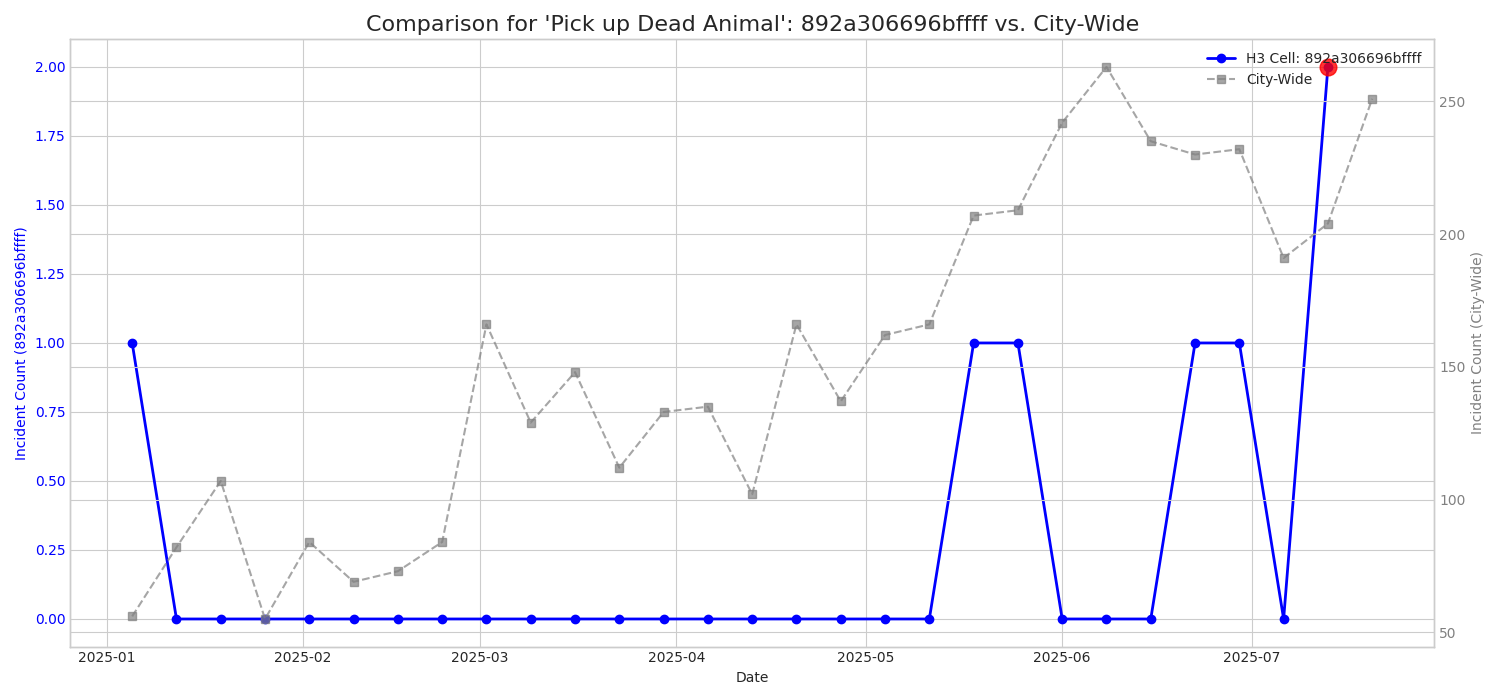 Comparison for 'Pick up Dead Animal': 892a306696bffff vs. City-Wide
H3 Cell: 892a306696bffff
City-Wide
Incident Count (892a306696bffff)
2.00
1.75
1.50
1.25
1.00
0.75
0.50
0.25
0.00
250
200
150
100
50
Incident Count (City-Wide)
2025-01 2025-02 2025-03 2025-04 2025-05 2025-06 2025-07
Date